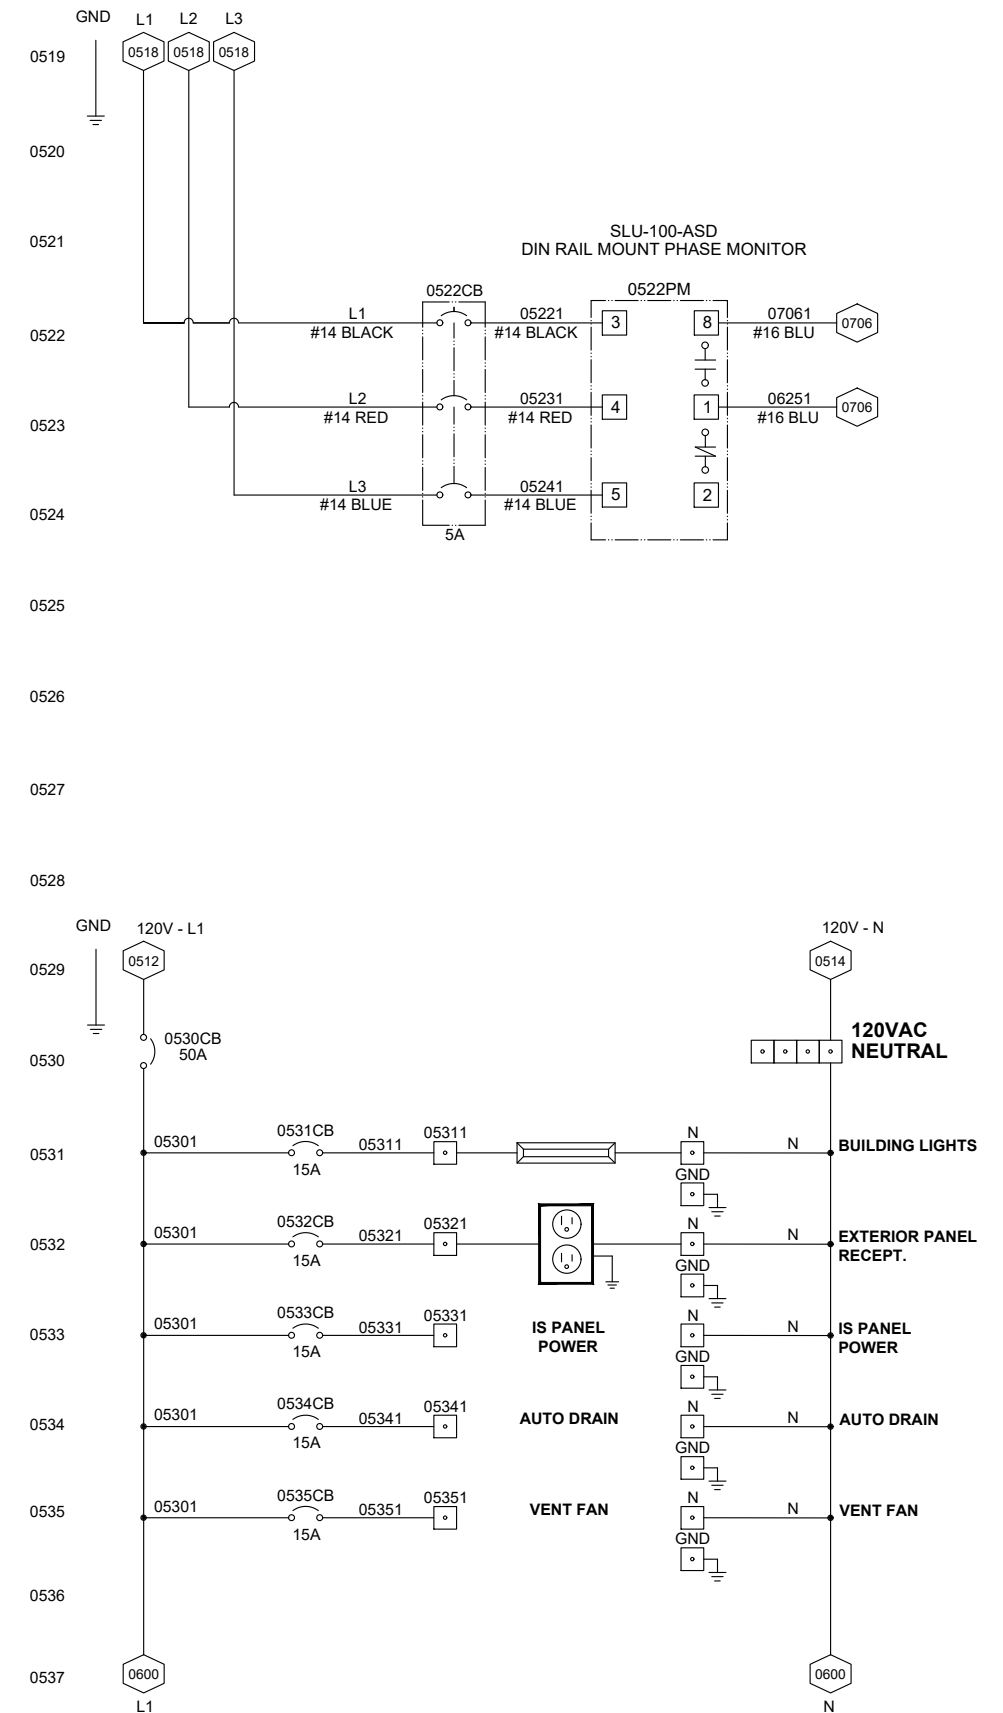 GND L1 L2 L3
0519 0518 0518 0518
0520
0521
SLU-100-ASD
DIN RAIL MOUNT PHASE MONITOR
0522CB 0522PM
L1 05221 3 8 07061 0706
0522 #14 BLACK #14 BLACK #16 BLU
L2 05231 4 1 06251 0706
0523 #14 RED #14 RED #16 BLU
L3 05241 5 2
0524 #14 BLUE #14 BLUE
5A
0525
0526
0527
0528
GND 120V - L1 120V - N
0529 0512 0514
0530CB
50A
0530
120VAC
NEUTRAL
0531 05301 0531CB 05311 05311 N N BUILDING LIGHTS
15A
GND
0532 05301 0532CB 05321 05321 N N EXTERIOR PANEL
RECEPT.
15A
GND
0533 05301 0533CB 05331 05331 IS PANEL
POWER
N N IS PANEL
POWER
15A
GND
0534 05301 0534CB 05341 05341 AUTO DRAIN N N AUTO DRAIN
15A
GND
0535 05301 0535CB 05351 05351 VENT FAN N N VENT FAN
15A
GND
0536
0537 0600 0600
L1 N